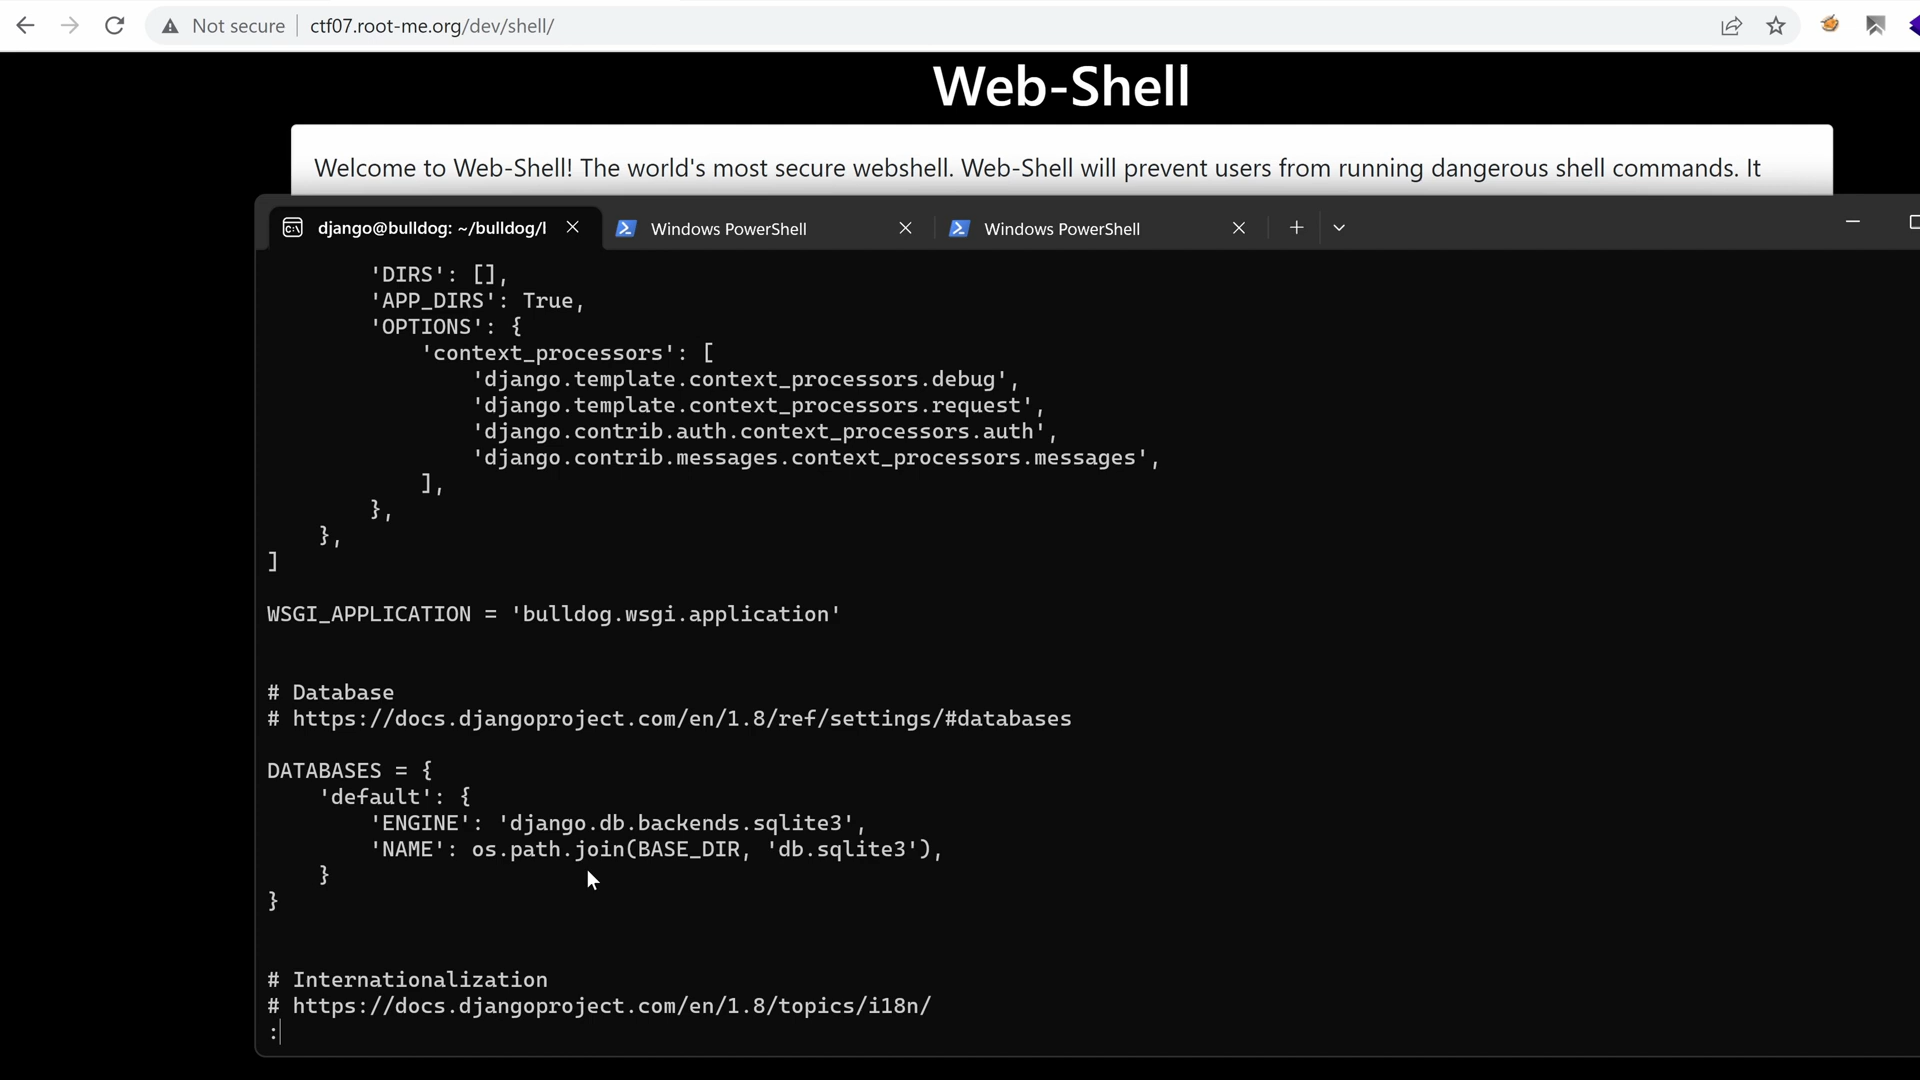 Not secure
ctf07.root-me.org/dev/shell/
Web-Shell
Welcome to Web-Shell! The world's most secure webshell. Web-Shell will prevent users from running dangerous shell commands. It
django@bulldog: ~/bulldog/l
Windows PowerShell
Windows PowerShell
'DIRS': [],
'APP_DIRS': True,
'OPTIONS': {
'context_processors': [
'django.template.context_processors.debug',
'django.template.context_processors.request',
'django.contrib.auth.context_processors.auth',
'django.contrib.messages.context_processors.messages',
],
},
},
]
WSGI_APPLICATION = 'bulldog.wsgi.application'
# Database
# https://docs.djangoproject.com/en/1.8/ref/settings/#databases
DATABASES = {
'default': {
'ENGINE': 'django.db.backends.sqlite3',
'NAME': os.path.join(BASE_DIR, 'db.sqlite3'),
}
}
# Internationalization
# https://docs.djangoproject.com/en/1.8/topics/i18n/
: